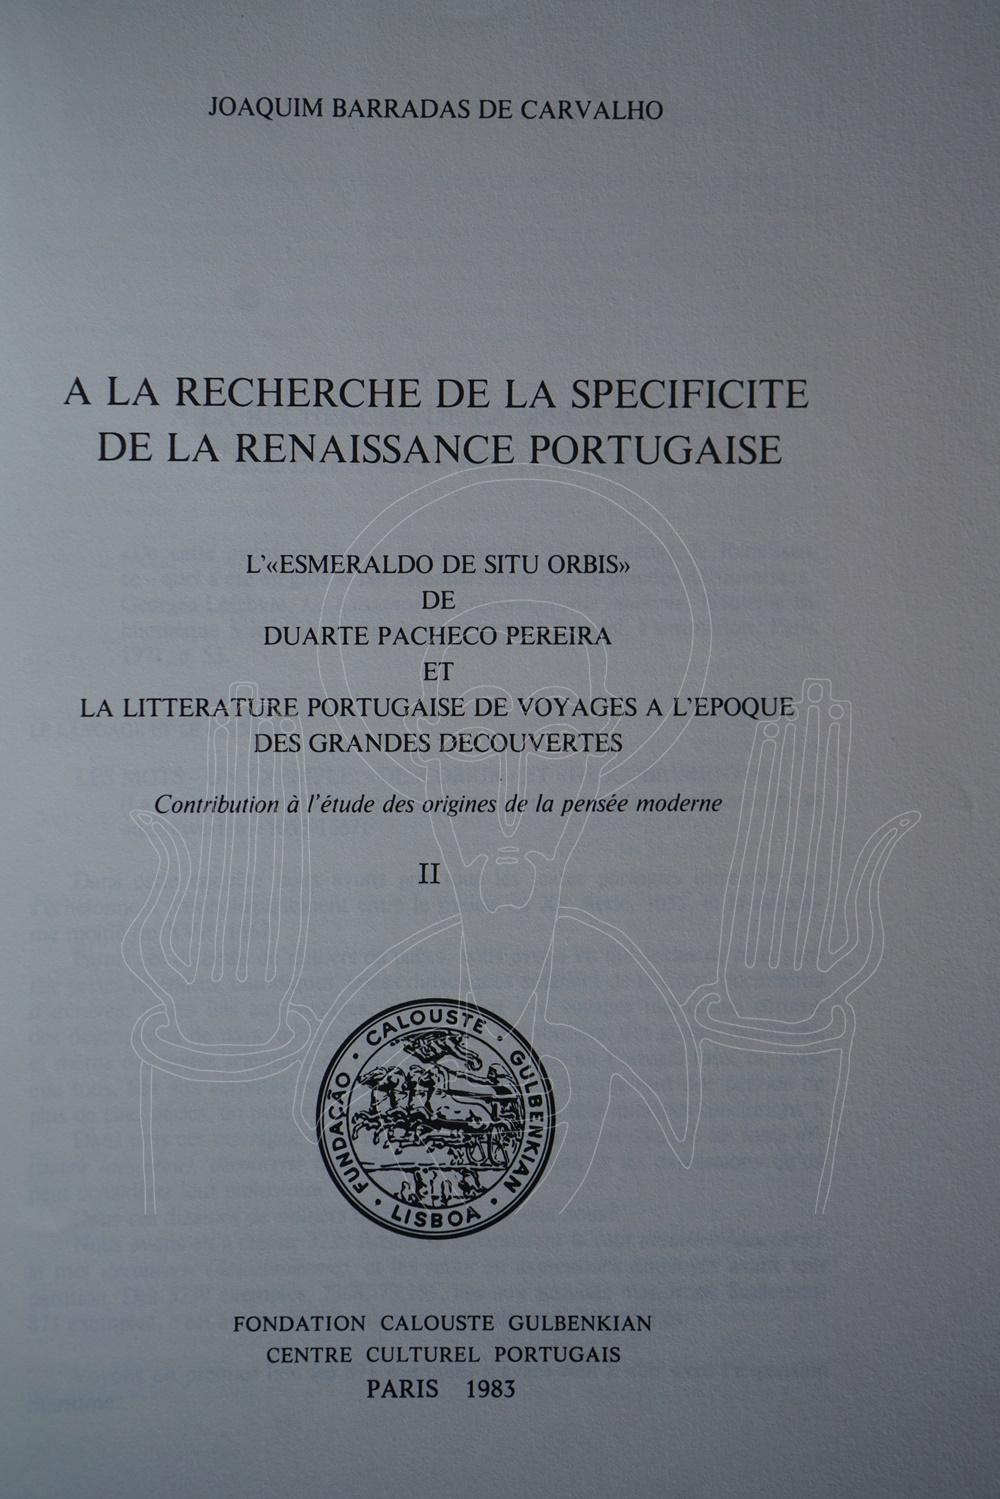 JOAQUIM BARRADAS DE CARVALHO
A LA RECHERCHE DE LA SPECIFICITE
DE LA RENAISSANCE PORTUGAISE
L'«ESMERALDO DE SITU ORBIS»
DE
DUARTE PACHECO PEREIRA
ET
LA LITTERATURE PORTUGAISE DE VOYAGES A L'EPOQUE
DES GRANDES DECOUVERTES
Contribution à l'étude des origines de la pensée moderne
II
FUNDAÇÃO · CALOUSTE · GULBENKIAN · LISBOA ·
FONDATION CALOUSTE GULBENKIAN
CENTRE CULTUREL PORTUGAIS
PARIS 1983